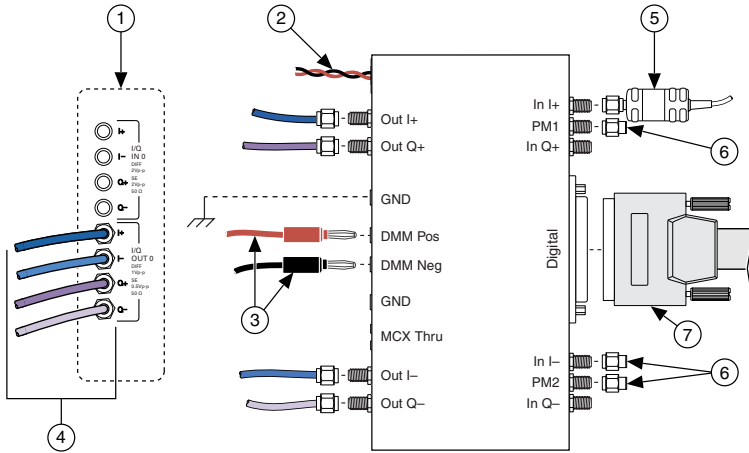 1
2
5
I+
I–
Q+
Q–
I/Q
IN 0
DIFF
2Vp-p
SE
2Vp-p
50 Ω
I+
I–
Q+
Q–
I/Q
OUT 0
DIFF
1Vp-p
SE
0.5Vp-p
50 Ω
4
Out I+
Out Q+
GND
DMM Pos
DMM Neg
GND
MCX Thru
Out I–
Out Q–
3
In I+
PM1
In Q+
Digital
In I–
PM2
In Q–
6
7
6